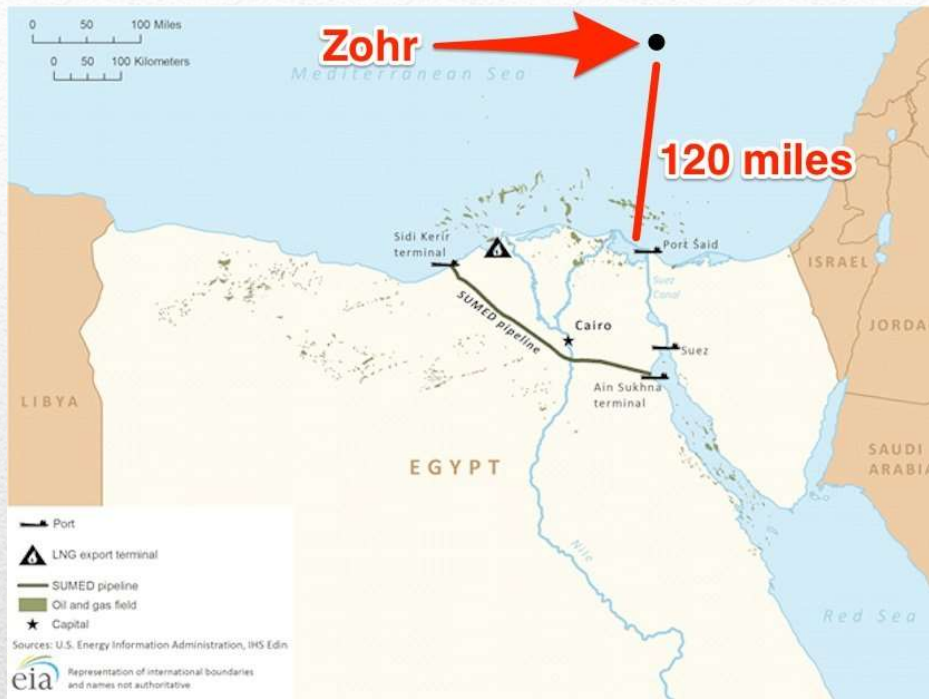 0 50 100 Miles
0 50 100 Kilometers
Zohr
Mediterranean Sea
120 miles
Sidi Kerir
terminal
Port Said
Suez
Canal
ISRAEL
SUMED pipeline
Cairo
JORDA
Suez
Ain Sukhna
terminal
LIBYA
SAUDI
ARABIA
EGYPT
Nile
Red Sea
Port
LNG export terminal
SUMED pipeline
Oil and gas field
Capital
Sources: U.S. Energy Information Administration, IHS Edin
eia
Representation of international boundaries
and names not authoritative